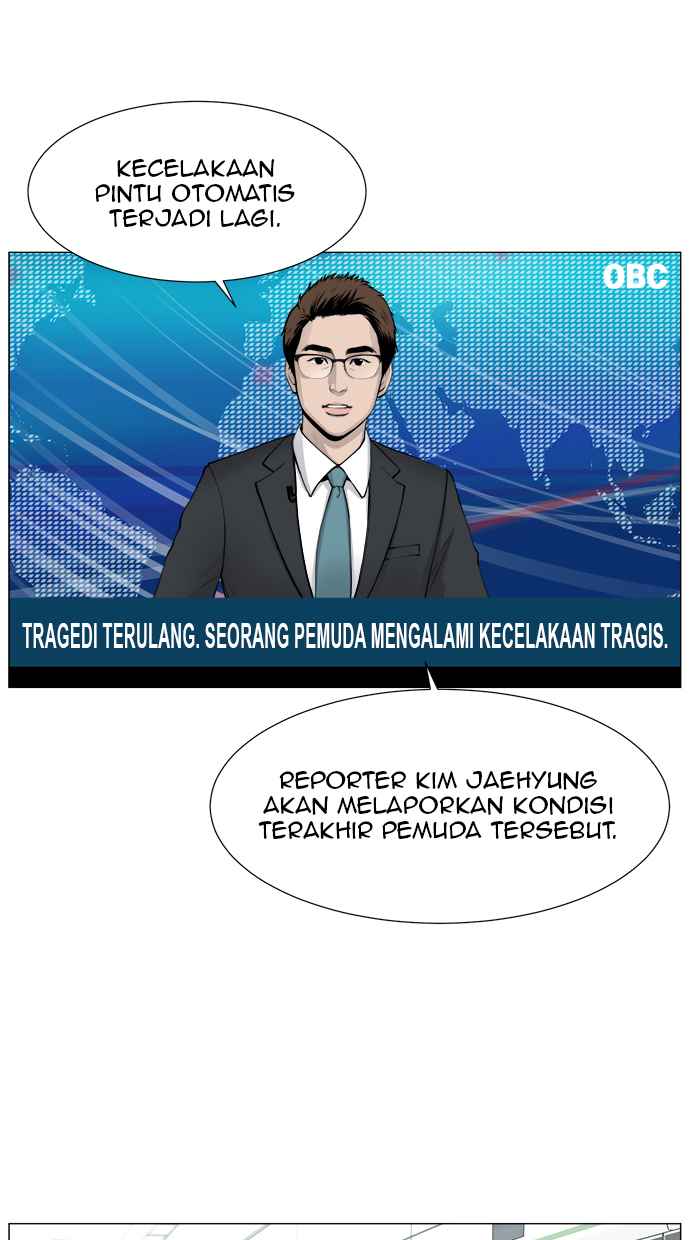 KECELAKAAN
PINTU OTOMATIS
TERJADI LAGI.
OBC
TRAGEDI TERULANG. SEORANG PEMUDA MENGALAMI KECELAKAAN TRAGIS.
REPORTER KIM JAEHYUNG
AKAN MELAPORKAN KONDISI
TERAKHIR PEMUDA TERSEBUT.